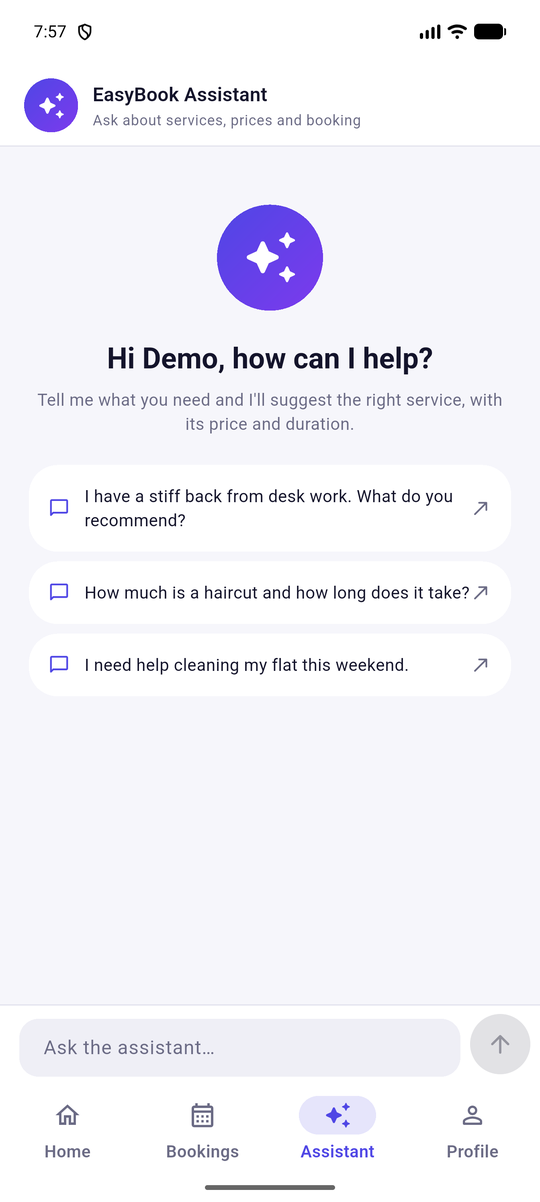 7:57
EasyBook Assistant
Ask about services, prices and booking
Hi Demo, how can I help?
Tell me what you need and I'll suggest the right service, with
its price and duration.
I have a stiff back from desk work. What do you
recommend?
How much is a haircut and how long does it take?
I need help cleaning my flat this weekend.
Ask the assistant…
Home
Bookings
Assistant
Profile